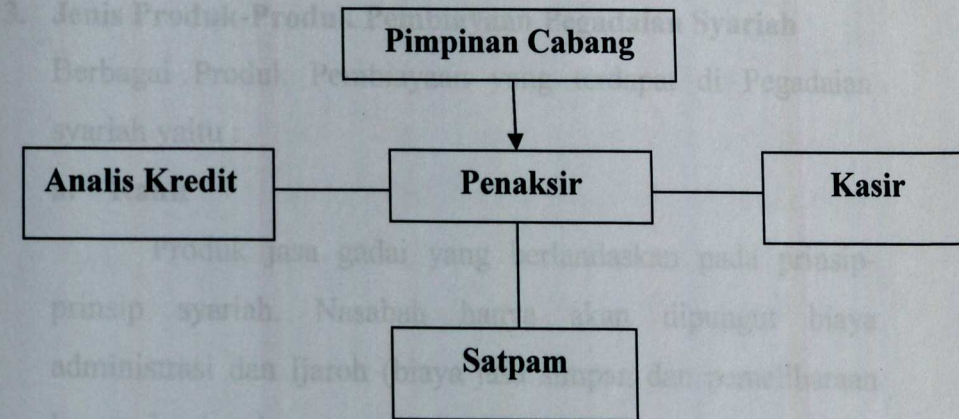 3. Jenis Produk-Produk Pembiayaan Pegadaian Syariah
Pimpinan Cabang
Berbagai Produk Pembiayaan yang terdapat di Pegadaian
syariah yaitu :
Analis Kredit Penaksir Kasir
Produk jasa gadai yang berlandaskan pada prinsip-
prinsip syariah. Nasabah hanya akan dipungut biaya
Satpam
administrasi dan Ijaroh (biaya jasa simpan dan pemeliharaan